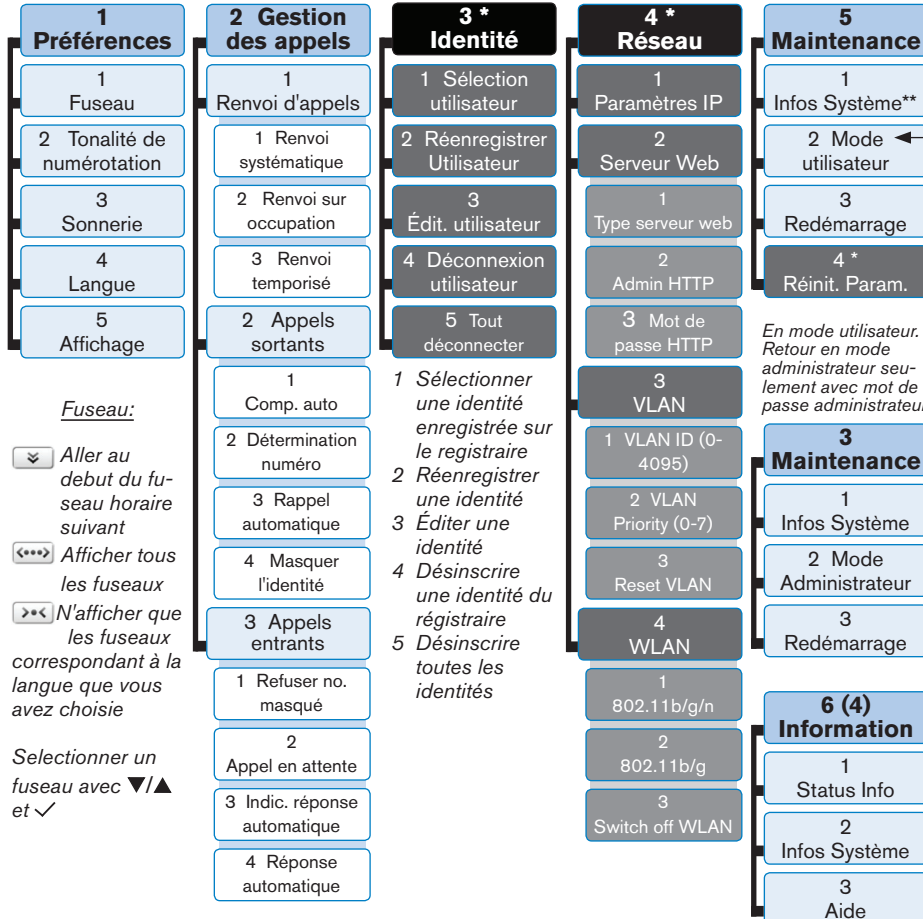 1
Préférences
1
Fuseau
2 Tonalité de
numérotation
3
Sonnerie
4
Langue
5
Affichage
Fuseau:
Aller au
debut du fu-
seau horaire
suivant
Afficher tous
les fuseaux
N'afficher que
les fuseaux
correspondant à la
langue que vous
avez choisie
Selectionner un
fuseau avec ▼/▲
et ✓
2 Gestion
des appels
1
Renvoi d'appels
1 Renvoi
systématique
2 Renvoi sur
occupation
3 Renvoi
temporisé
2 Appels
sortants
1
Comp. auto
2 Détermination
numéro
3 Rappel
automatique
4 Masquer
l'identité
3 Appels
entrants
1 Refuser no.
masqué
2
Appel en attente
3 Indic. réponse
automatique
4 Réponse
automatique
3 *
Identité
1 Sélection
utilisateur
2 Réenregistrer
Utilisateur
3
Édit. utilisateur
4 Déconnexion
utilisateur
5 Tout
déconnecter
1 Sélectionner
une identité
enregistrée sur
le registraire
2 Réenregistrer
une identité
3 Éditer une
identité
4 Désinscrire
une identité du
régistraire
5 Désinscrire
toutes les
identités
4 *
Réseau
1
Paramètres IP
2
Serveur Web
1
Type serveur web
2
Admin HTTP
3 Mot de
passe HTTP
3
VLAN
1 VLAN ID (0-
4095)
2 VLAN
Priority (0-7)
3
Reset VLAN
4
WLAN
1
802.11b/g/n
2
802.11b/g
3
Switch off WLAN
5
Maintenance
1
Infos Système**
2 Mode
utilisateur
3
Redémarrage
4 *
Réinit. Param.
En mode utilisateur.
Retour en mode
administrateur seu-
lement avec mot de
passe administrateur
3
Maintenance
1
Infos Système
2 Mode
Administrateur
3
Redémarrage
6 (4)
Information
1
Status Info
2
Infos Système
3
Aide